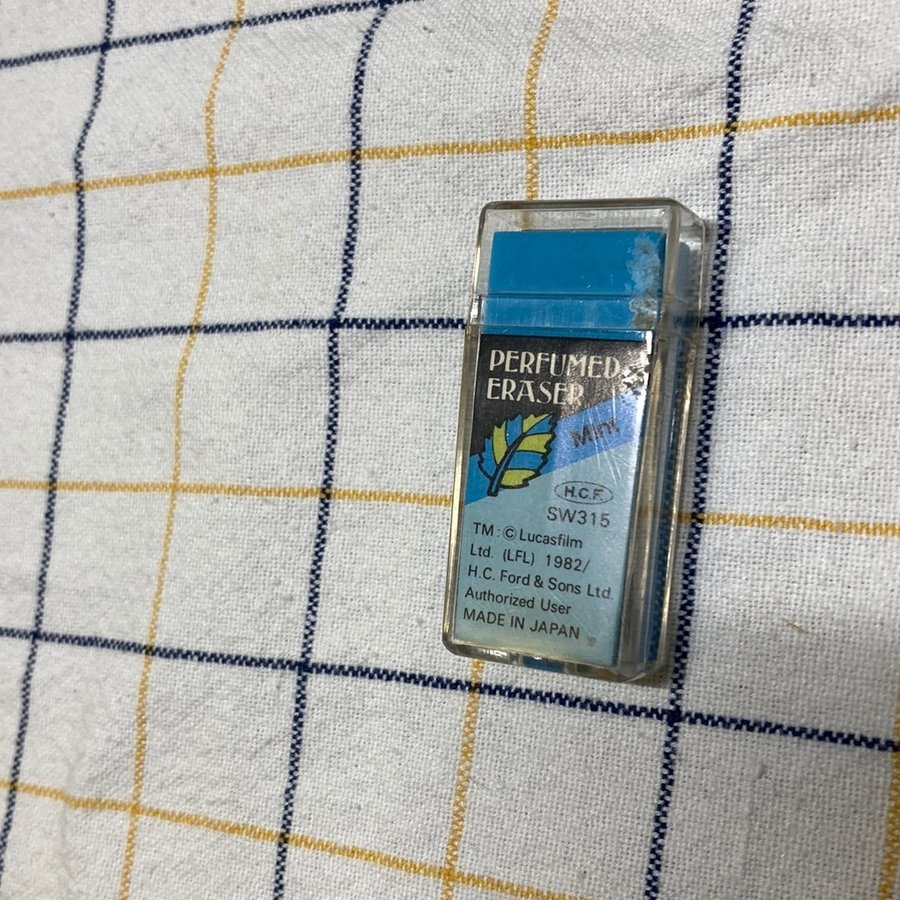 PERFUMED
ERASER
Mint
H.C.F.
SW315
TM: © Lucasfilm
Ltd. (LFL) 1982/
H.C. Ford & Sons Ltd.
Authorized User
MADE IN JAPAN